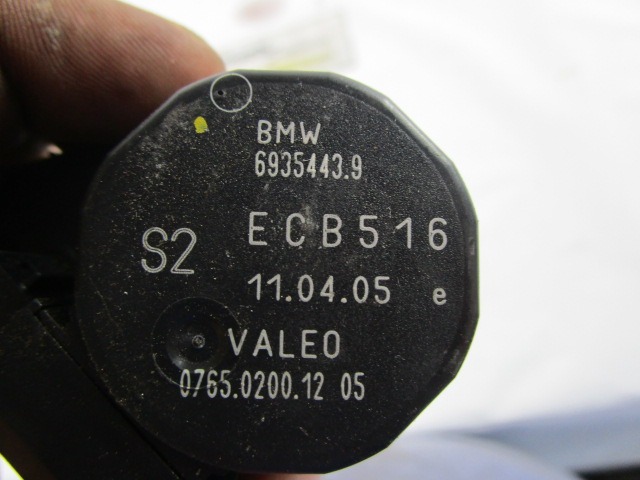 BMW
6935443.9
ECB516
S2
11.04.05 e
VALEO
0765.0200.12 05